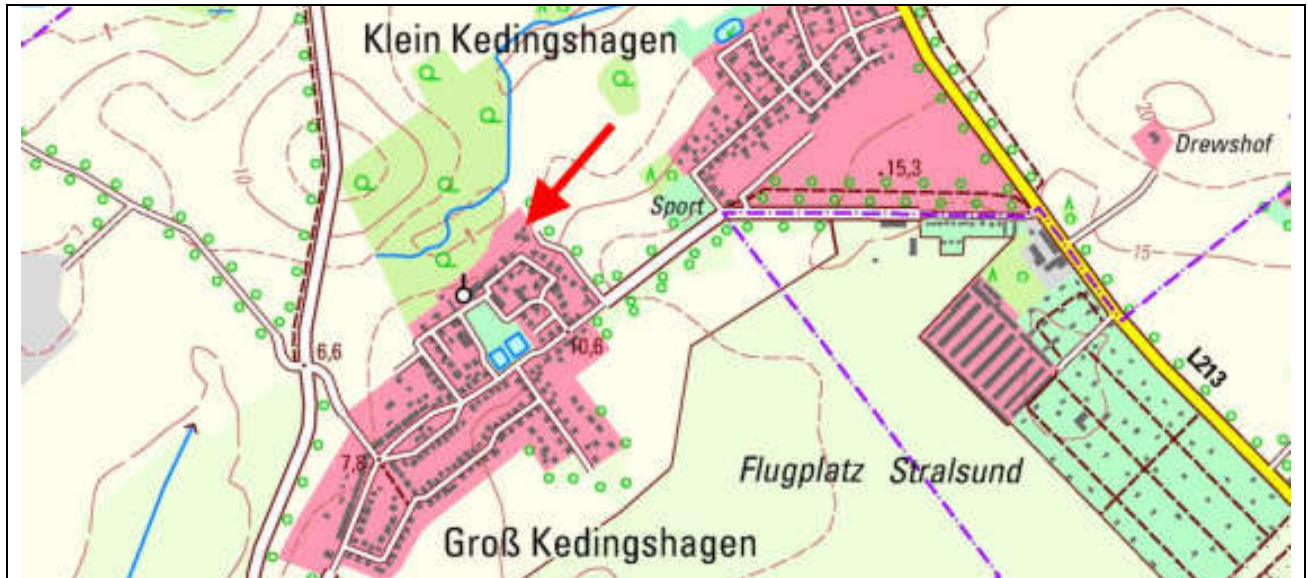 Klein Kedingshagen
20
Drewshof
10
15,3
Sport
15
10,6
6,6
L213
7,8
Flugplatz Stralsund
Groß Kedingshagen